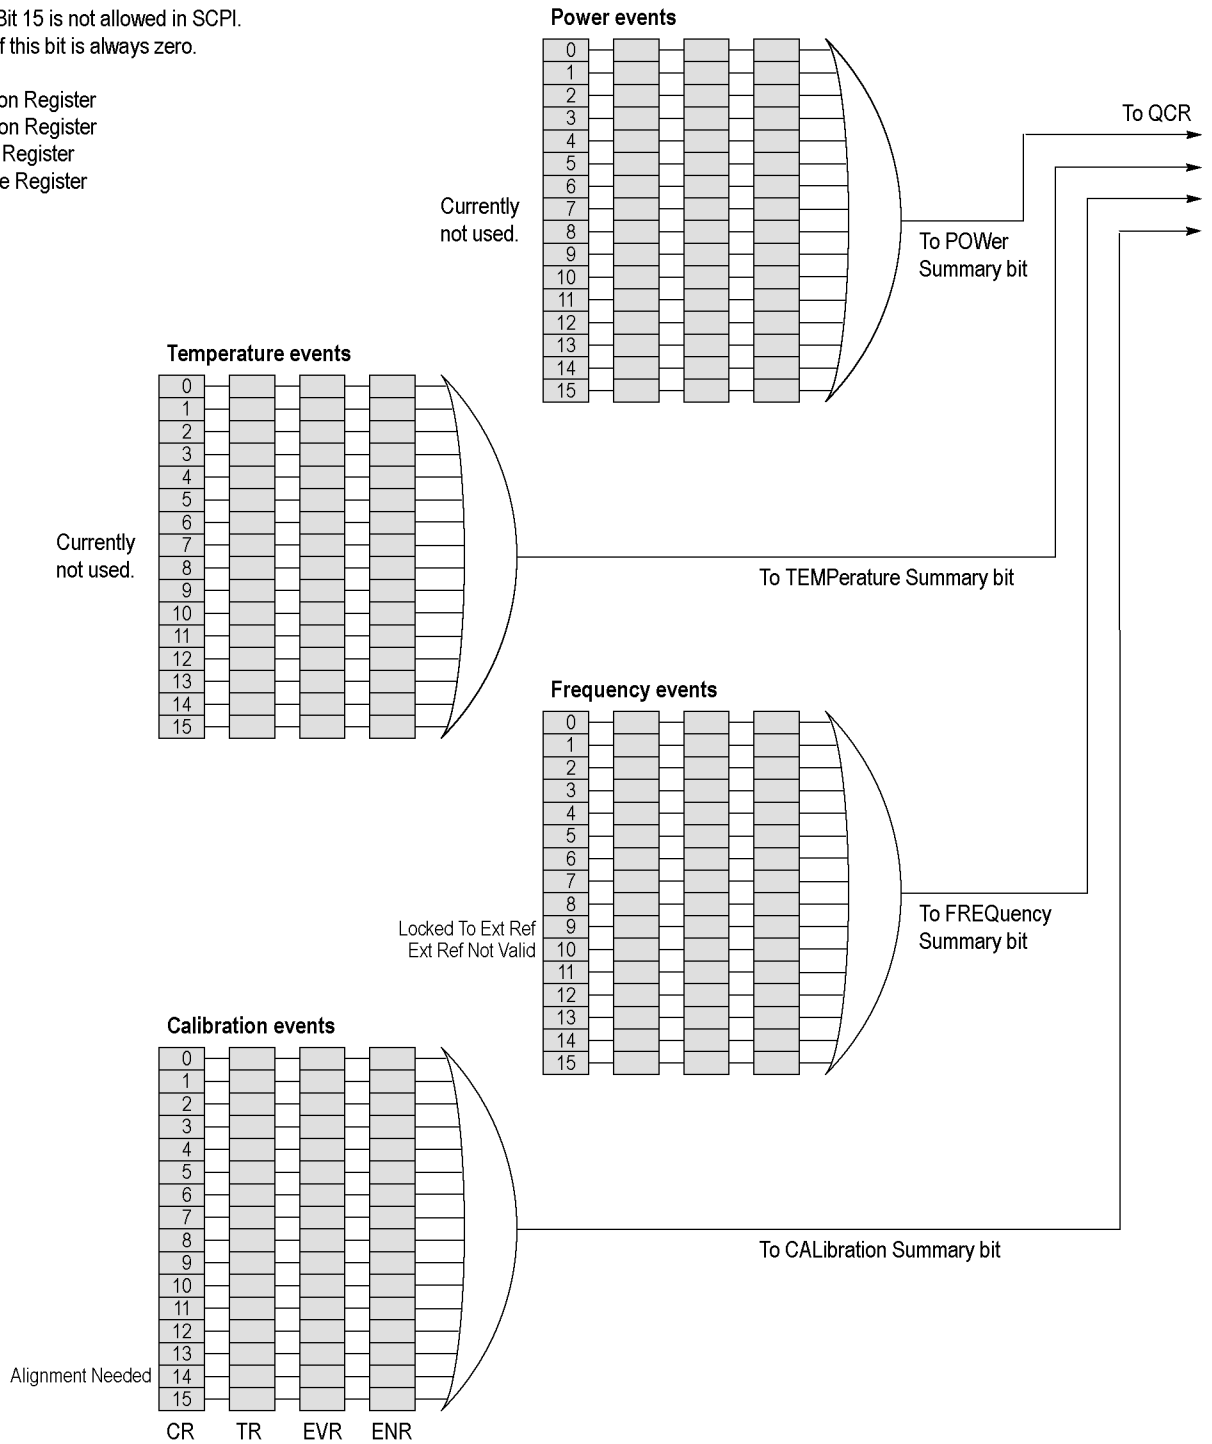 Bit 15 is not allowed in SCPI.
f this bit is always zero.
on Register
on Register
Register
e Register
Power events
0
1
2
3
4
5
6
7
8
9
10
11
12
13
14
15
Currently
not used.
To POWer
Summary bit
To QCR
Temperature events
0
1
2
3
4
5
6
7
8
9
10
11
12
13
14
15
Currently
not used.
To TEMPerature Summary bit
Frequency events
0
1
2
3
4
5
6
7
8
9
10
11
12
13
14
15
Locked To Ext Ref
Ext Ref Not Valid
To FREQuency
Summary bit
Calibration events
0
1
2
3
4
5
6
7
8
9
10
11
12
13
14
15
Alignment Needed
To CALibration Summary bit
CR TR EVR ENR